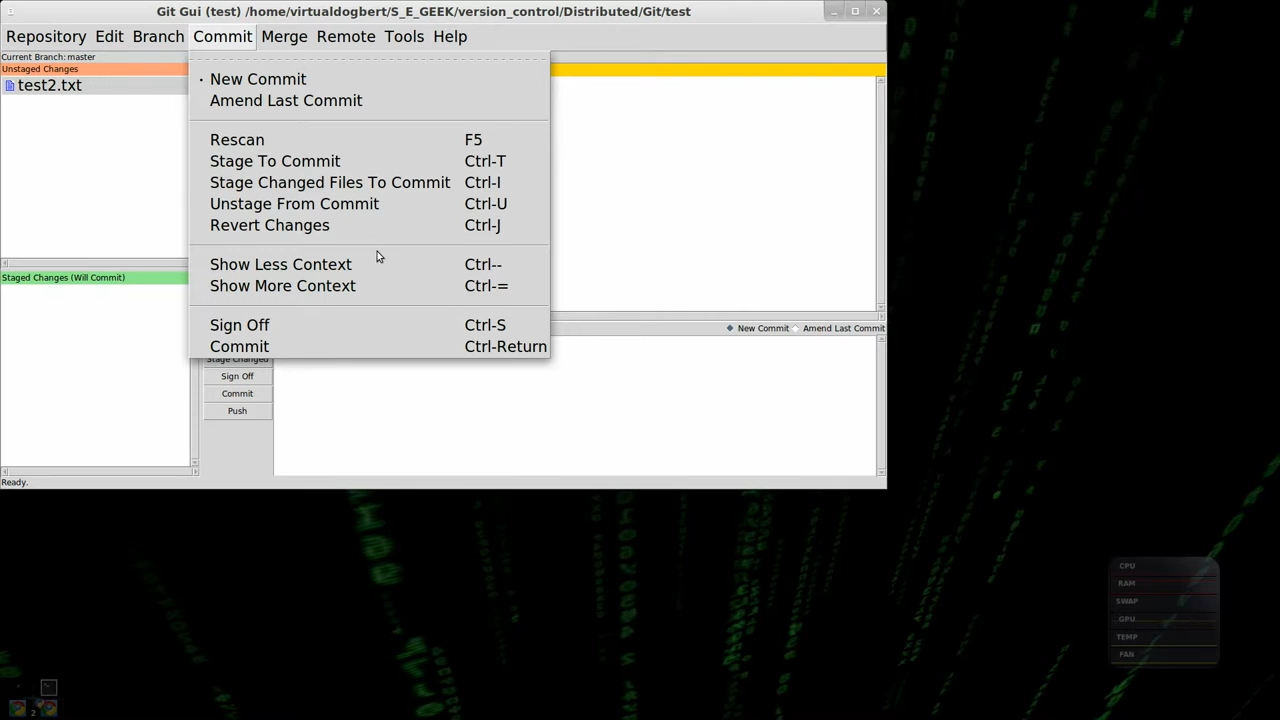 Git Gui (test) /home/virtualdogbert/S_E_GEEK/version_control/Distributed/Git/test
Repository Edit Branch Commit Merge Remote Tools Help
Current Branch: master
Unstaged Changes
test2.txt
New Commit
Amend Last Commit
Rescan F5
Stage To Commit Ctrl-T
Stage Changed Files To Commit Ctrl-I
Unstage From Commit Ctrl-U
Revert Changes Ctrl-J
Show Less Context Ctrl--
Show More Context Ctrl-=
Sign Off Ctrl-S
Commit Ctrl-Return
Staged Changes (Will Commit)
New Commit Amend Last Commit
Stage Changed
Sign Off
Commit
Push
Ready.
CPU
RAM
SWAP
GPU
TEMP
FAN
2